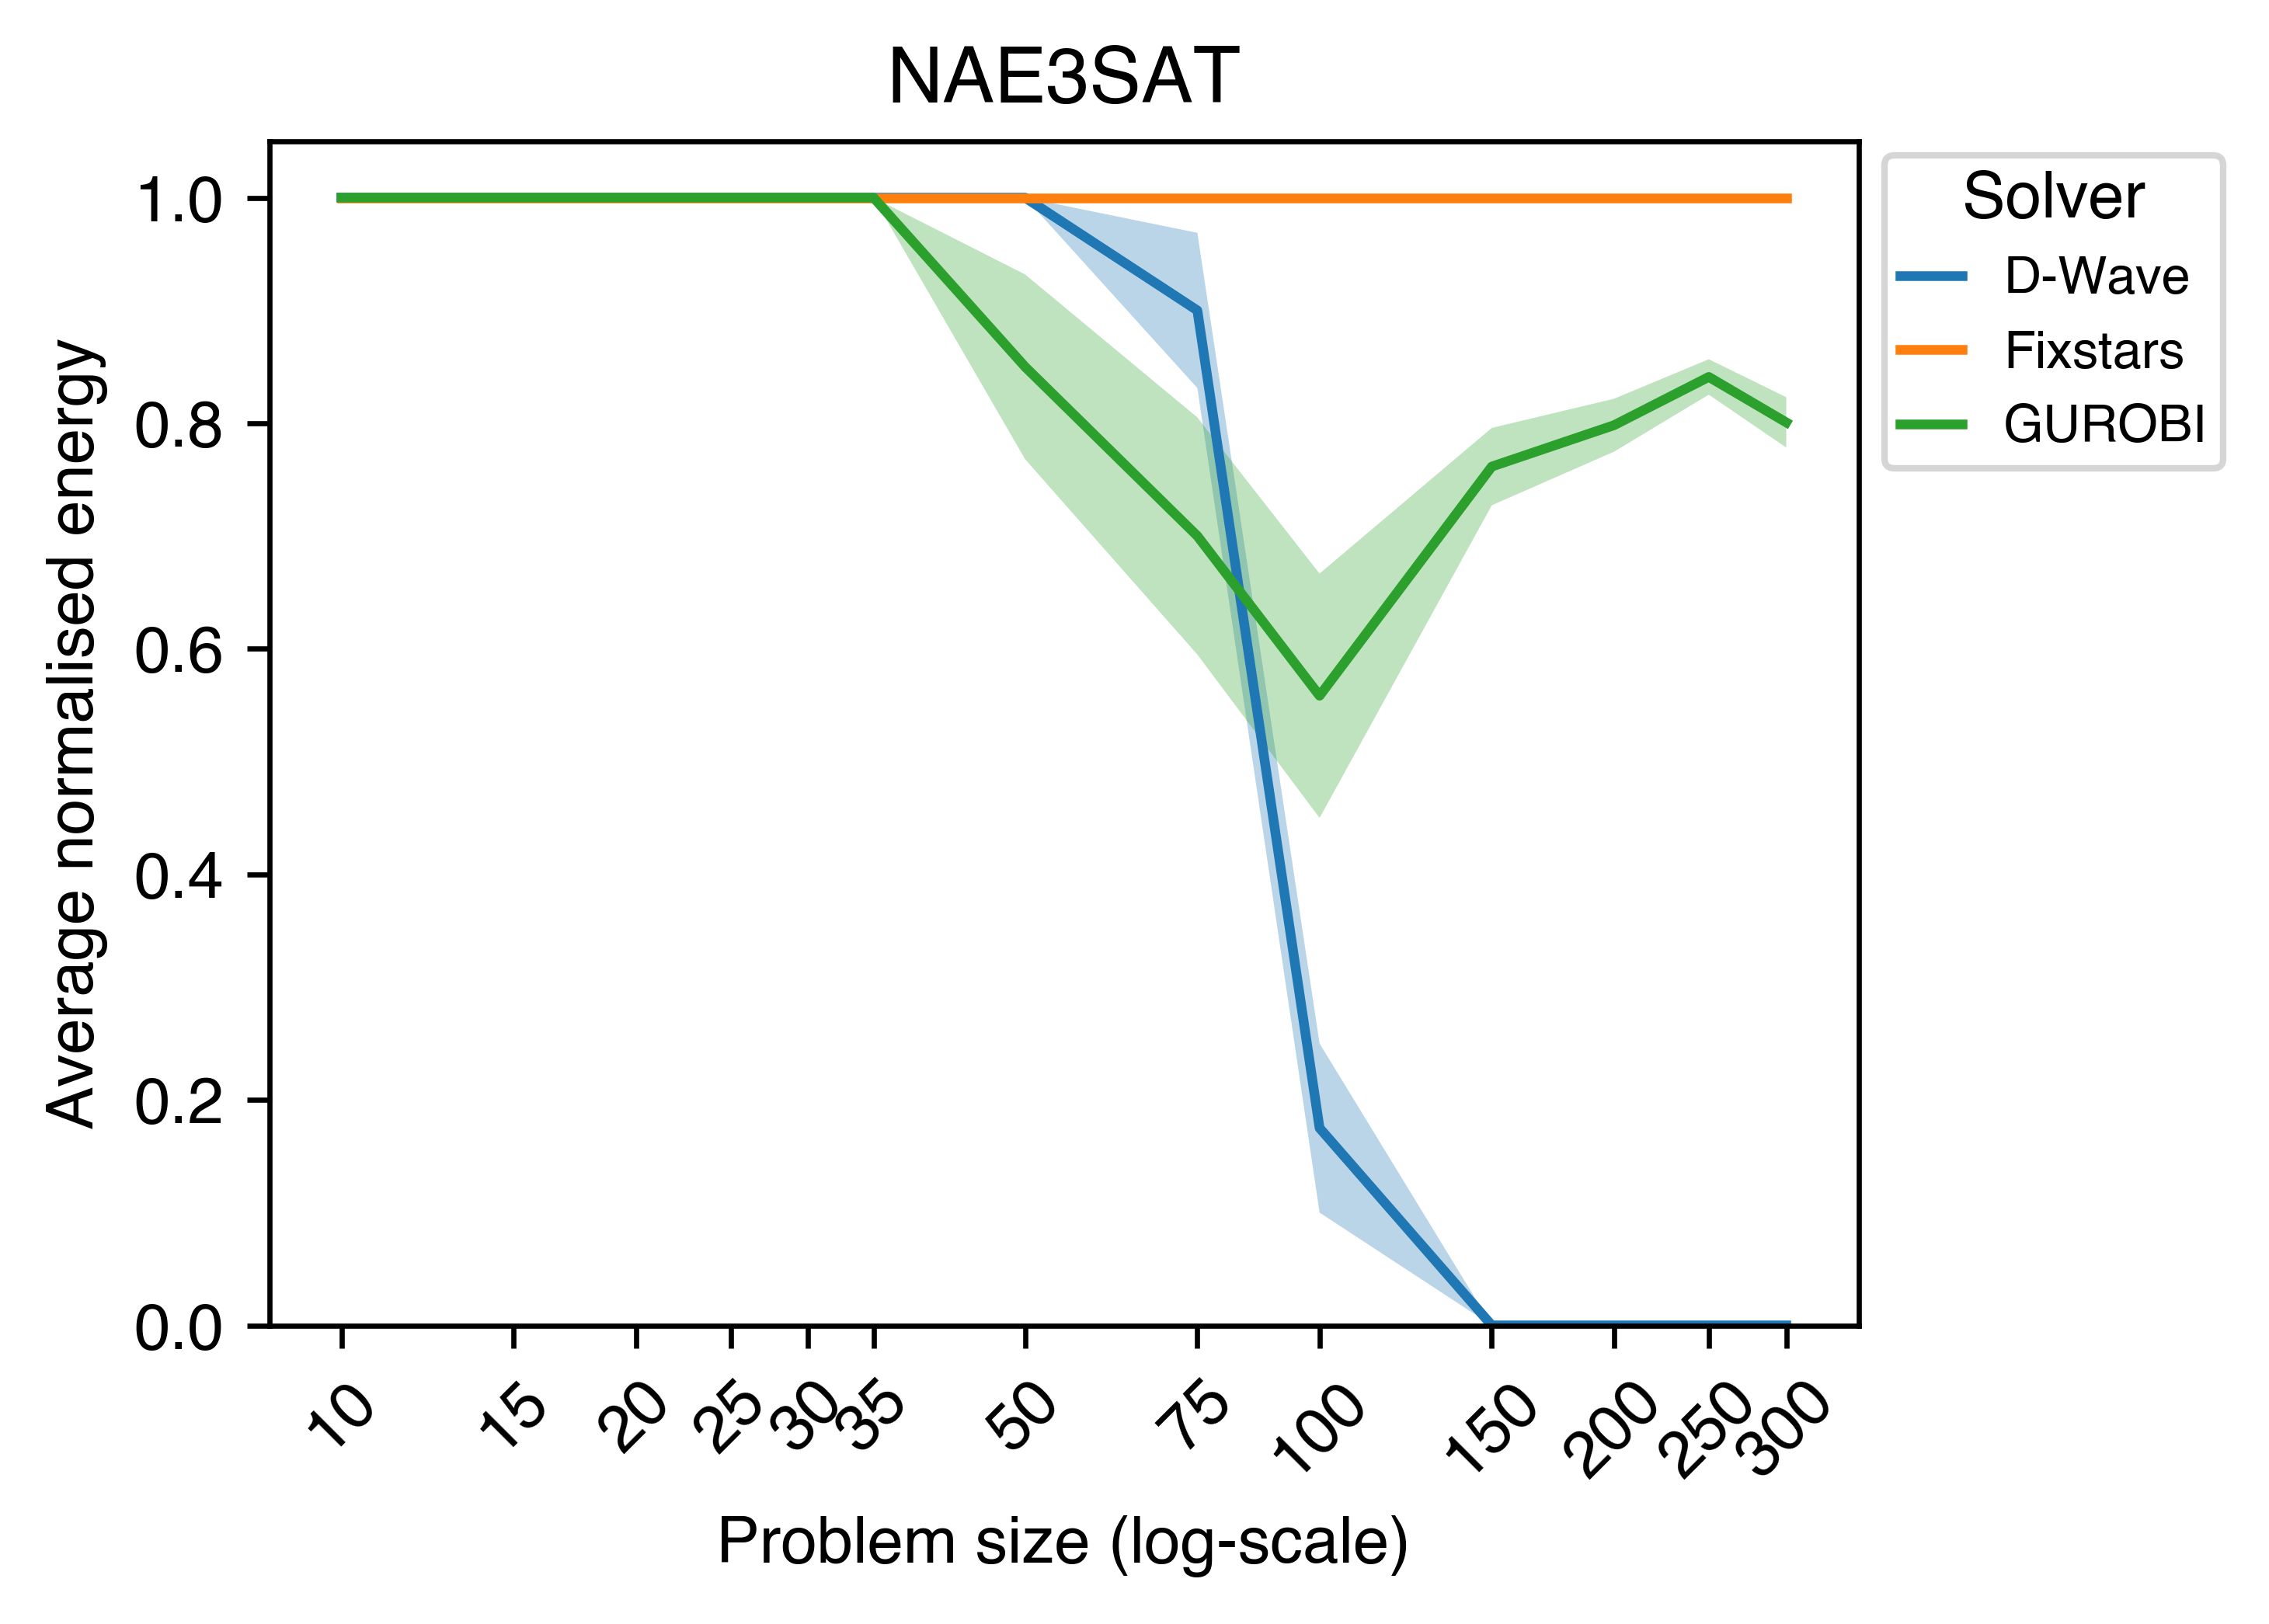 NAE3SAT
Average normalised energy
1.0
0.8
0.6
0.4
0.2
0.0
10
15
20
25
30
35
50
75
100
150
200
250
300
Problem size (log-scale)
Solver
D-Wave
Fixstars
GUROBI